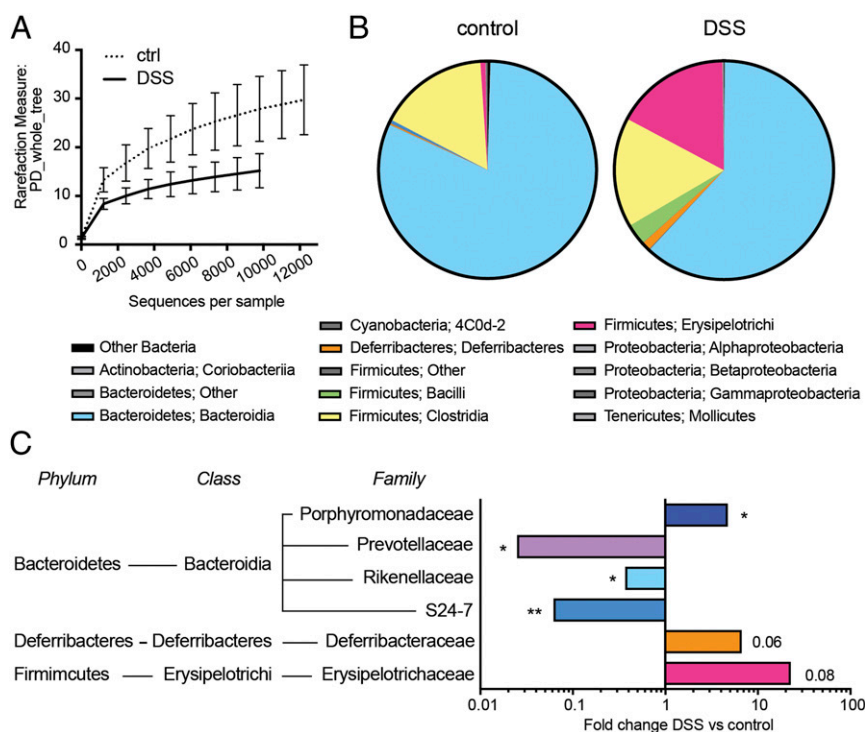 A
Rarefaction Measure:
PD_whole_tree
40
30
20
10
0
ctrl
DSS
0
2000
4000
6000
8000
10000
12000
Sequences per sample
B
control
DSS
Other Bacteria
Actinobacteria; Coriobacteriia
Bacteroidetes; Other
Bacteroidetes; Bacteroidia
Cyanobacteria; 4C0d-2
Deferribacteres; Deferribacteres
Firmicutes; Other
Firmicutes; Bacilli
Firmicutes; Clostridia
Firmicutes; Erysipelotrichi
Proteobacteria; Alphaproteobacteria
Proteobacteria; Betaproteobacteria
Proteobacteria; Gammaproteobacteria
Tenericutes; Mollicutes
C
Phylum Class Family
Porphyromonadaceae *
Prevotellaceae *
Bacteroidetes Bacteroidia
Rikenellaceae *
S24-7 **
Deferribacteres Deferribacteres Deferribacteraceae 0.06
Firmimcutes Erysipelotrichi Erysipelotrichaceae 0.08
0.01 0.1 1 10 100
Fold change DSS vs control